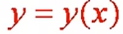 y = y(x)